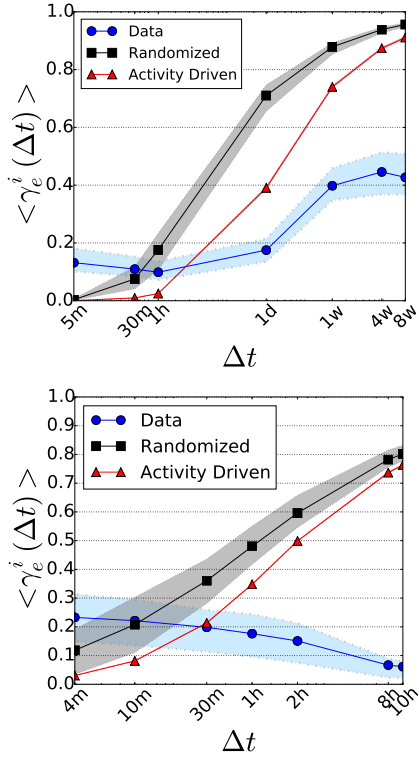 1.0
0.8
0.6
0.4
0.2
0.0
< γ_e^i (Δt) >
Data
Randomized
Activity Driven
5m 30m 1h 1d 1w 4w 8w
Δt
1.0
0.9
0.8
0.7
0.6
0.5
0.4
0.3
0.2
0.1
0.0
< γ_e^i (Δt) >
Data
Randomized
Activity Driven
4m 10m 30m 1h 2h 8h 10h
Δt